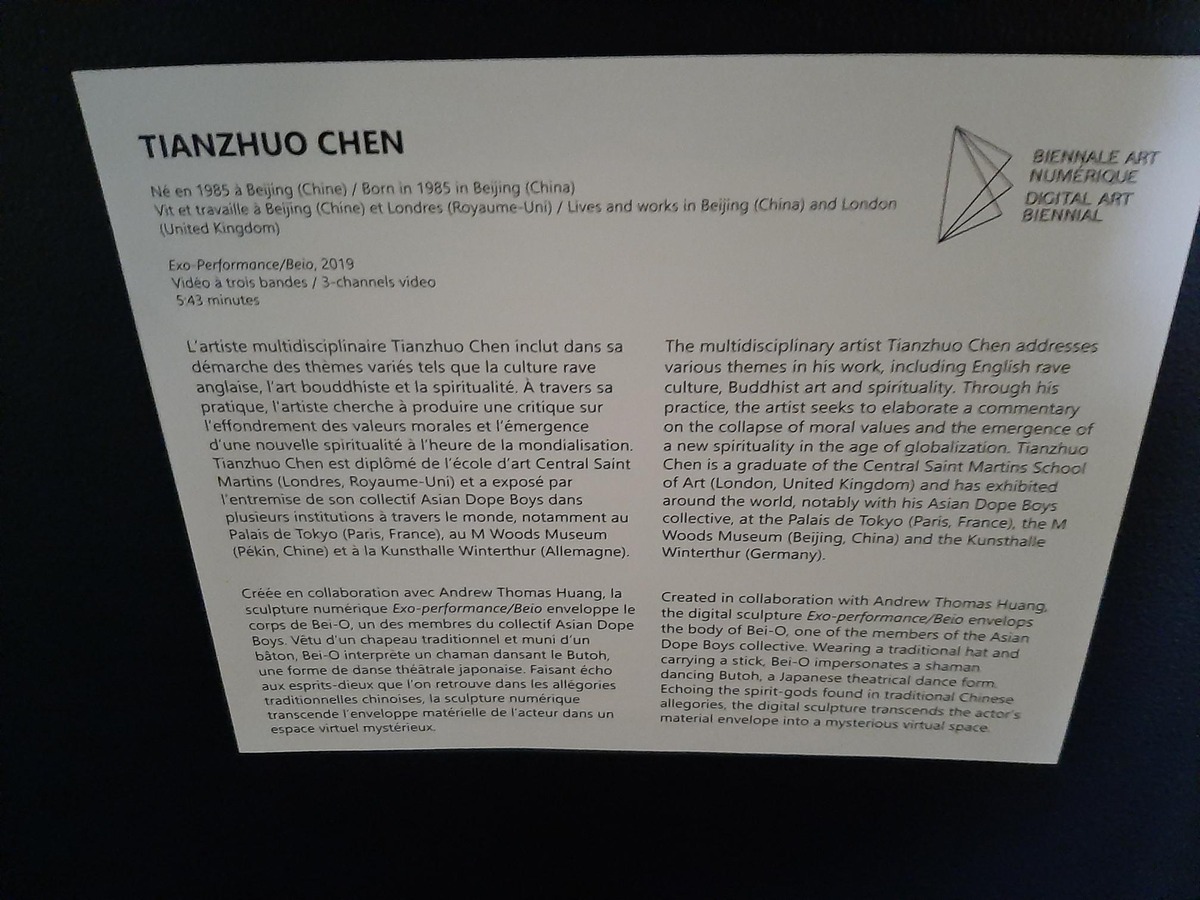 TIANZHUO CHEN
Né en 1985 à Beijing (Chine) / Born in 1985 in Beijing (China)
Vit et travaille à Beijing (Chine) et Londres (Royaume-Uni) / Lives and works in Beijing (China) and London
(United Kingdom)
Exo-Performance/Beio, 2019
Vidéo à trois bandes / 3-channels video
5:43 minutes
BIENNALE ART
NUMÉRIQUE
DIGITAL ART
BIENNIAL
L'artiste multidisciplinaire Tianzhuo Chen inclut dans sa
démarche des thèmes variés tels que la culture rave
anglaise, l'art bouddhiste et la spiritualité. À travers sa
pratique, l'artiste cherche à produire une critique sur
l'effondrement des valeurs morales et l'émergence
d'une nouvelle spiritualité à l'heure de la mondialisation.
Tianzhuo Chen est diplômé de l'école d'art Central Saint
Martins (Londres, Royaume-Uni) et a exposé par
l'entremise de son collectif Asian Dope Boys dans
plusieurs institutions à travers le monde, notamment au
Palais de Tokyo (Paris, France), au M Woods Museum
(Pékin, Chine) et à la Kunsthalle Winterthur (Allemagne).
Créée en collaboration avec Andrew Thomas Huang, la
sculpture numérique Exo-performance/Beio enveloppe le
corps de Bei-O, un des membres du collectif Asian Dope
Boys. Vêtu d'un chapeau traditionnel et muni d'un
bâton, Bei-O interprète un chaman dansant le Butoh,
une forme de danse théâtrale japonaise. Faisant écho
aux esprits-dieux que l'on retrouve dans les allégories
traditionnelles chinoises, la sculpture numérique
transcende l'enveloppe matérielle de l'acteur dans un
espace virtuel mystérieux.
The multidisciplinary artist Tianzhuo Chen addresses
various themes in his work, including English rave
culture, Buddhist art and spirituality. Through his
practice, the artist seeks to elaborate a commentary
on the collapse of moral values and the emergence of
a new spirituality in the age of globalization. Tianzhuo
Chen is a graduate of the Central Saint Martins School
of Art (London, United Kingdom) and has exhibited
around the world, notably with his Asian Dope Boys
collective, at the Palais de Tokyo (Paris, France), the M
Woods Museum (Beijing, China) and the Kunsthalle
Winterthur (Germany).
Created in collaboration with Andrew Thomas Huang,
the digital sculpture Exo-performance/Beio envelops
the body of Bei-O, one of the members of the Asian
Dope Boys collective. Wearing a traditional hat and
carrying a stick, Bei-O impersonates a shaman
dancing Butoh, a Japanese theatrical dance form.
Echoing the spirit-gods found in traditional Chinese
allegories, the digital sculpture transcends the actor's
material envelope into a mysterious virtual space.